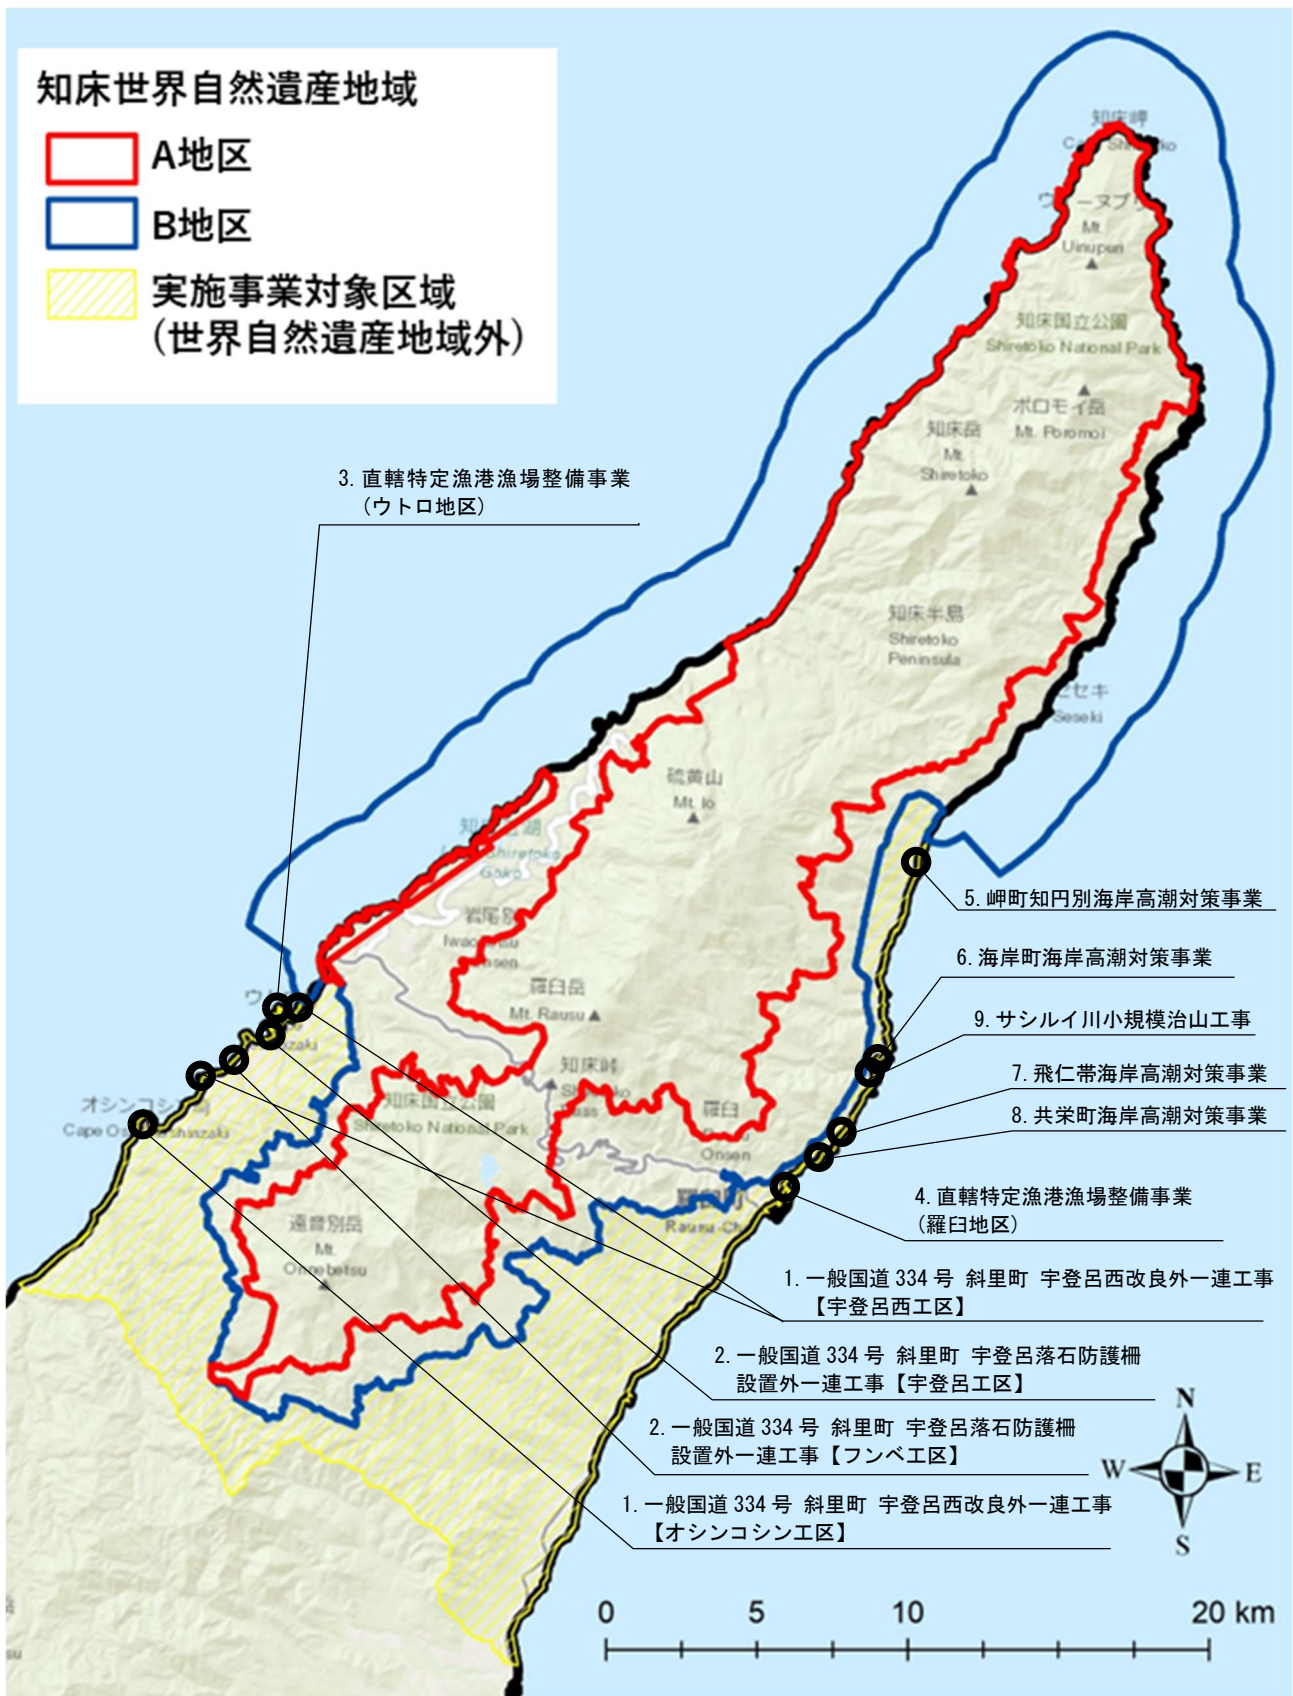 知床世界自然遺産地域
A地区
B地区
実施事業対象区域
(世界自然遺産地域外)
知床岬
Mt.
Uinupuri
知床国立公園
Shiretoko National Park
ポロモイ岳
Mt. Poromoi
知床岳
Mt.
Shiretoko
3. 直轄特定漁港漁場整備事業
(ウトロ地区)
知床半島
Shiretoko
Peninsula
セセキ
Seseki
硫黄山
Mt. Io
Goko
5. 岬町知円別海岸高潮対策事業
岩尾別
6. 海岸町海岸高潮対策事業
羅臼岳
Mt. Rausu
9. サシルイ川小規模治山工事
知床峠
7. 飛仁帯海岸高潮対策事業
羅臼
Onsen
8. 共栄町海岸高潮対策事業
知床国立公園
Shiretoko National Park
4. 直轄特定漁港漁場整備事業
(羅臼地区)
遠音別岳
Mt.
Onnebetsu
1. 一般国道 334 号 斜里町 宇登呂西改良外一連工事
【宇登呂西工区】
2. 一般国道 334 号 斜里町 宇登呂落石防護柵
設置外一連工事【宇登呂工区】
2. 一般国道 334 号 斜里町 宇登呂落石防護柵
設置外一連工事【フンベ工区】
1. 一般国道 334 号 斜里町 宇登呂西改良外一連工事
【オシンコシン工区】
N
W E
S
0 5 10 20 km